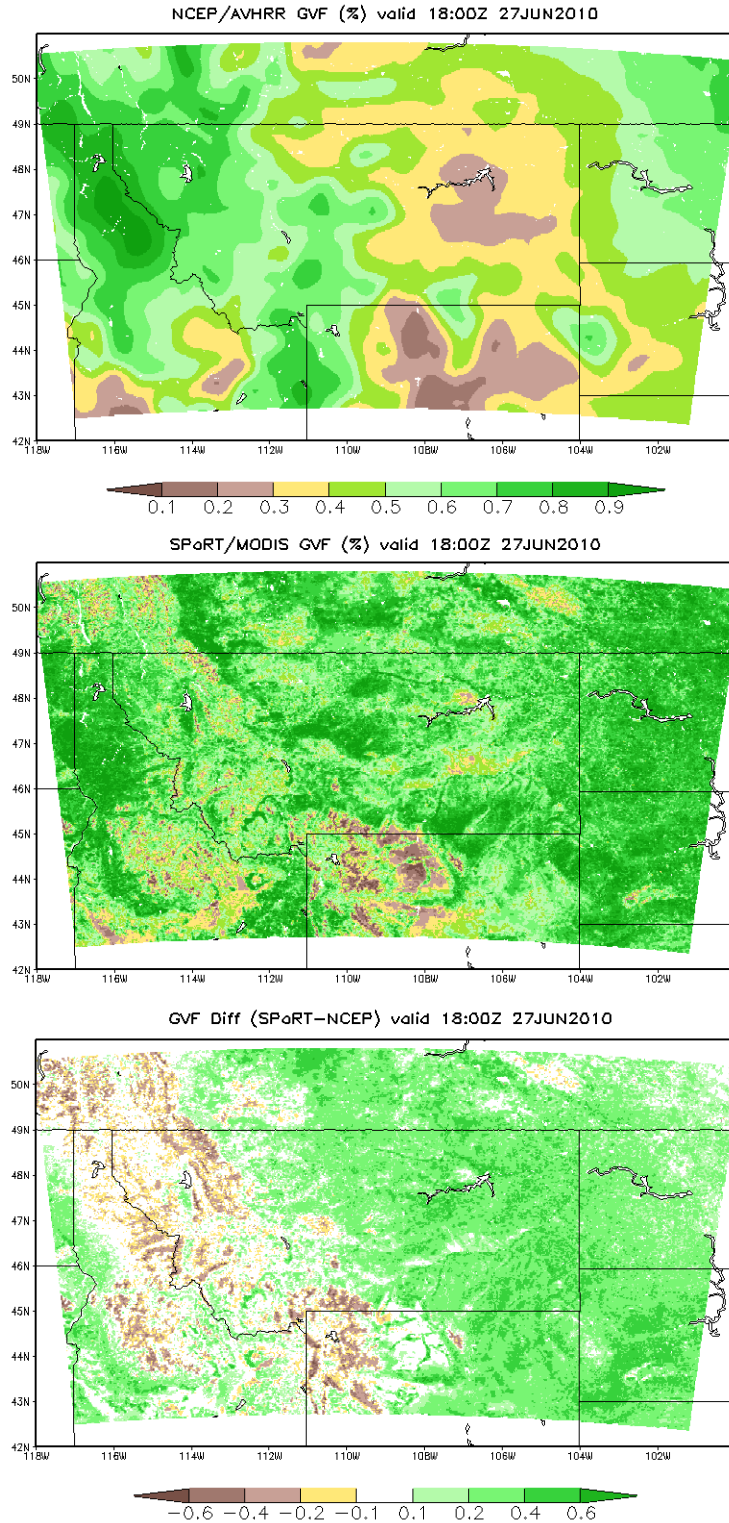 NCEP/AVHRR GVF (%) valid 18:00Z 27JUN2010
50N
49N
48N
47N
46N
45N
44N
43N
42N
118W 116W 114W 112W 110W 108W 106W 104W 102W
0.1 0.2 0.3 0.4 0.5 0.6 0.7 0.8 0.9
SPoRT/MODIS GVF (%) valid 18:00Z 27JUN2010
50N
49N
48N
47N
46N
45N
44N
43N
42N
118W 116W 114W 112W 110W 108W 106W 104W 102W
GVF Diff (SPoRT-NCEP) valid 18:00Z 27JUN2010
50N
49N
48N
47N
46N
45N
44N
43N
42N
118W 116W 114W 112W 110W 108W 106W 104W 102W
-0.6 -0.4 -0.2 -0.1 0.1 0.2 0.4 0.6